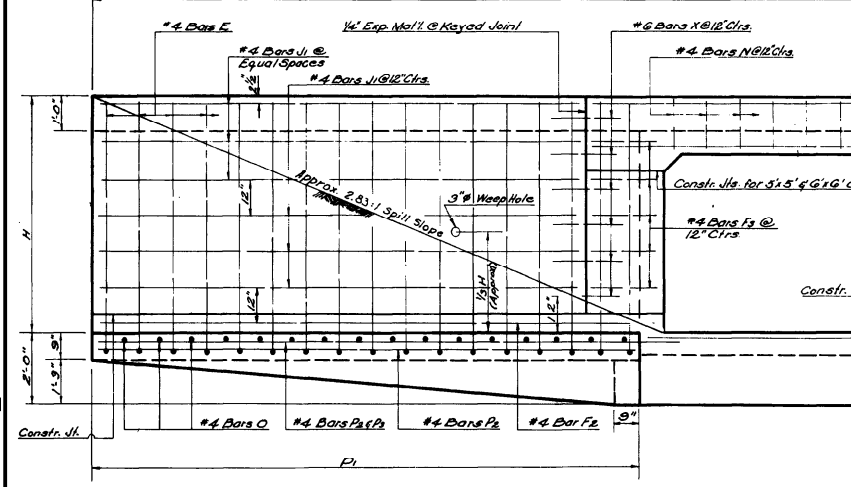 #4 Bars E
1/4" Exp. Mat'l. @ Keyed Joint
#6 Bars X@12"Ctrs.
#4 Bars J1 @
Equal Spaces
#4 Bars N@12"Ctrs.
2 1/2"
#4 Bars J1@12"Ctrs.
1'-0"
Approx. 2.83:1 Spill Slope
12"
3"ϕ Weep Hole
Constr. Jts. for 5'x5' & 6'x6'
#4 Bars F3 @
12" Ctrs.
H
1/3 H
(Approx.)
12"
12"
Constr.
9"
2'-0"
1'-3"
9"
#4 Bars O
#4 Bars P2 & P3
#4 Bars P2
#4 Bar F2
Constr. Jt.
P1